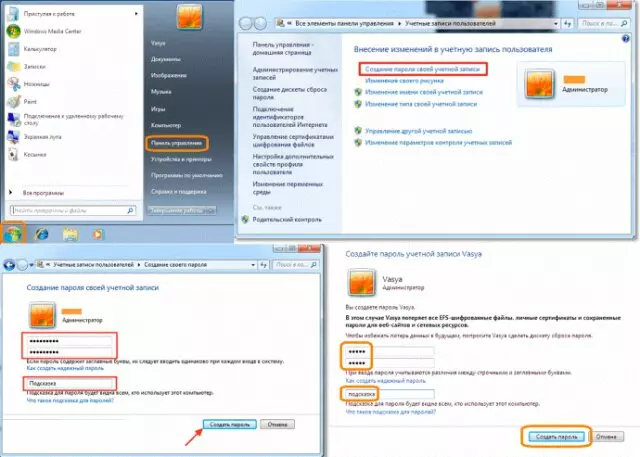 Приступая к работе
Windows Media Center
Калькулятор
Записки
Ножницы
Paint
Подключение к удаленному рабочему
столу
Экранная лупа
Косынка
Все программы
Найти программы и файлы
Vasya
Документы
Изображения
Музыка
Игры
Компьютер
Панель управления
Устройства и принтеры
Программы по умолчанию
Справка и поддержка
Завершение работы
Все элементы панели управления
Учетные записи пользователей
Поиск в п...
Панель управления -
домашняя страница
Администрирование учетных
записей
Создание дискеты сброса
пароля
Подключения
идентификаторов
пользователей Интернета
Управление сертификатами
шифрования файлов
Настройка дополнительных
свойств профиля
пользователя
Изменение переменных
среды
См. также
Родительский контроль
Внесение изменений в учетную запись пользователя
Создание пароля своей учетной записи
Изменение своего рисунка
Изменение имени своей учетной записи
Изменение типа своей учетной записи
Управление другой учетной записью
Изменение параметров контроля учетных записей
Администратор
Учетные записи пользователей
Создание своего пароля
Поиск в п...
Создание пароля своей учетной записи
Администратор
Если пароль содержит заглавные буквы, их следует вводить одинаково при каждом входе в систему.
Как создать надежный пароль
Подсказка
Подсказка для пароля будет видна всем, кто использует этот компьютер.
Что такое подсказка для пароля?
Создать пароль
Отмена
Создайте пароль учетной записи Vasya
Vasya
Администратор
Вы создаете пароль Vasya.
В этом случае Vasya потеряет все EFS-шифрованные файлы, личные сертификаты и сохраненные
пароли для веб-сайтов и сетевых ресурсов.
Чтобы избежать потерь данных в будущем, попросите Vasya сделать дискету сброса пароля.
При вводе пароля учитывается различие между строчными и заглавными буквами.
Как создать надежный пароль
подсказка
Подсказка для пароля будет видна всем, кто использует этот компьютер.
Что такое подсказка для паролей?
Создать пароль
Отмена